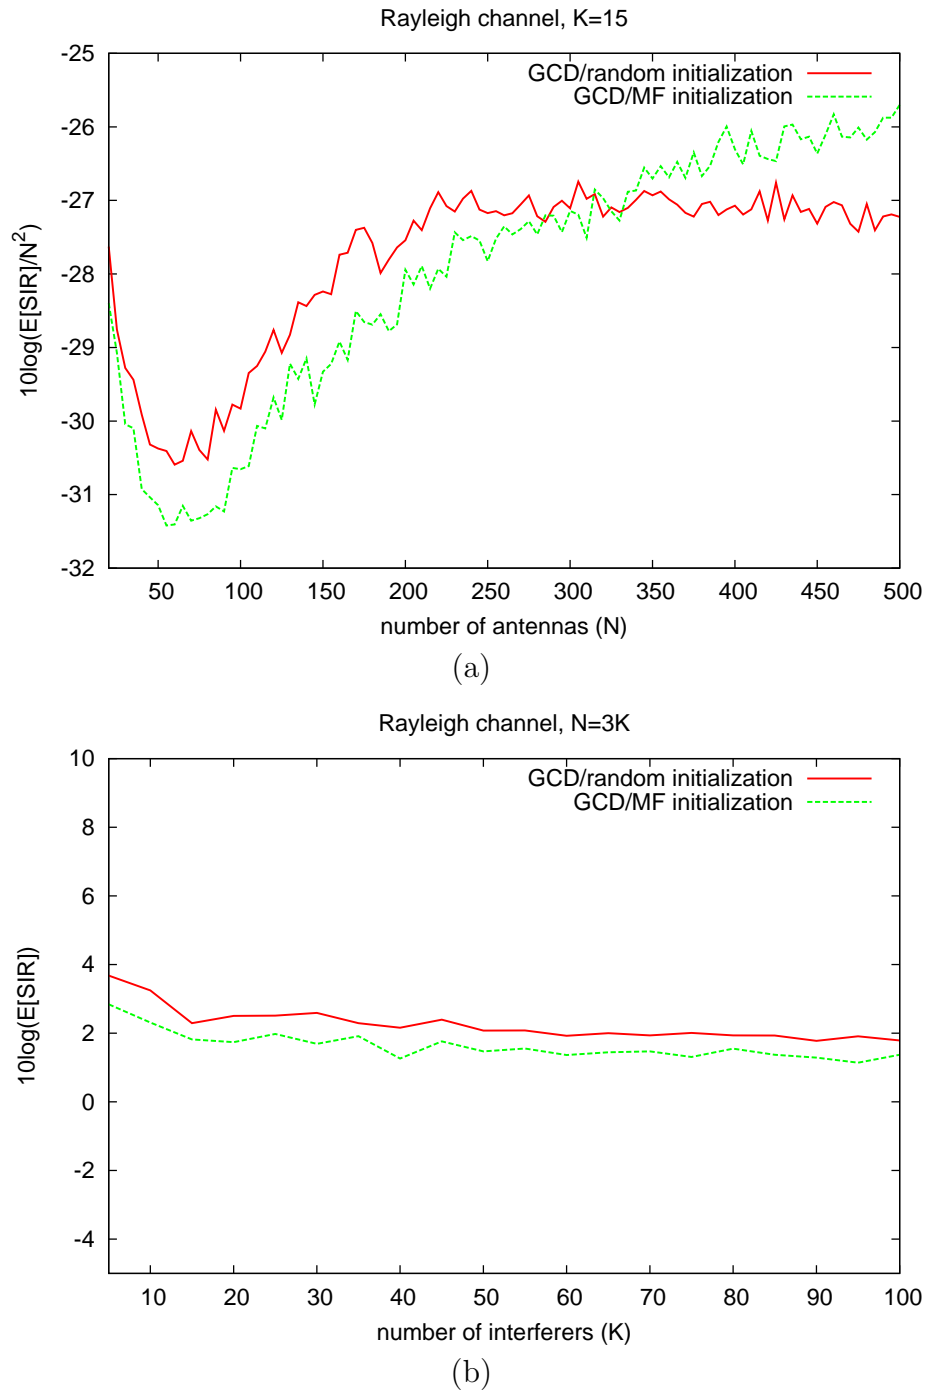 Rayleigh channel, K=15
GCD/random initialization
GCD/MF initialization
10log(E[SIR]/N²)
-25
-26
-27
-28
-29
-30
-31
-32
50 100 150 200 250 300 350 400 450 500
number of antennas (N)
(a)
Rayleigh channel, N=3K
GCD/random initialization
GCD/MF initialization
10log(E[SIR])
10
8
6
4
2
0
-2
-4
10 20 30 40 50 60 70 80 90 100
number of interferers (K)
(b)